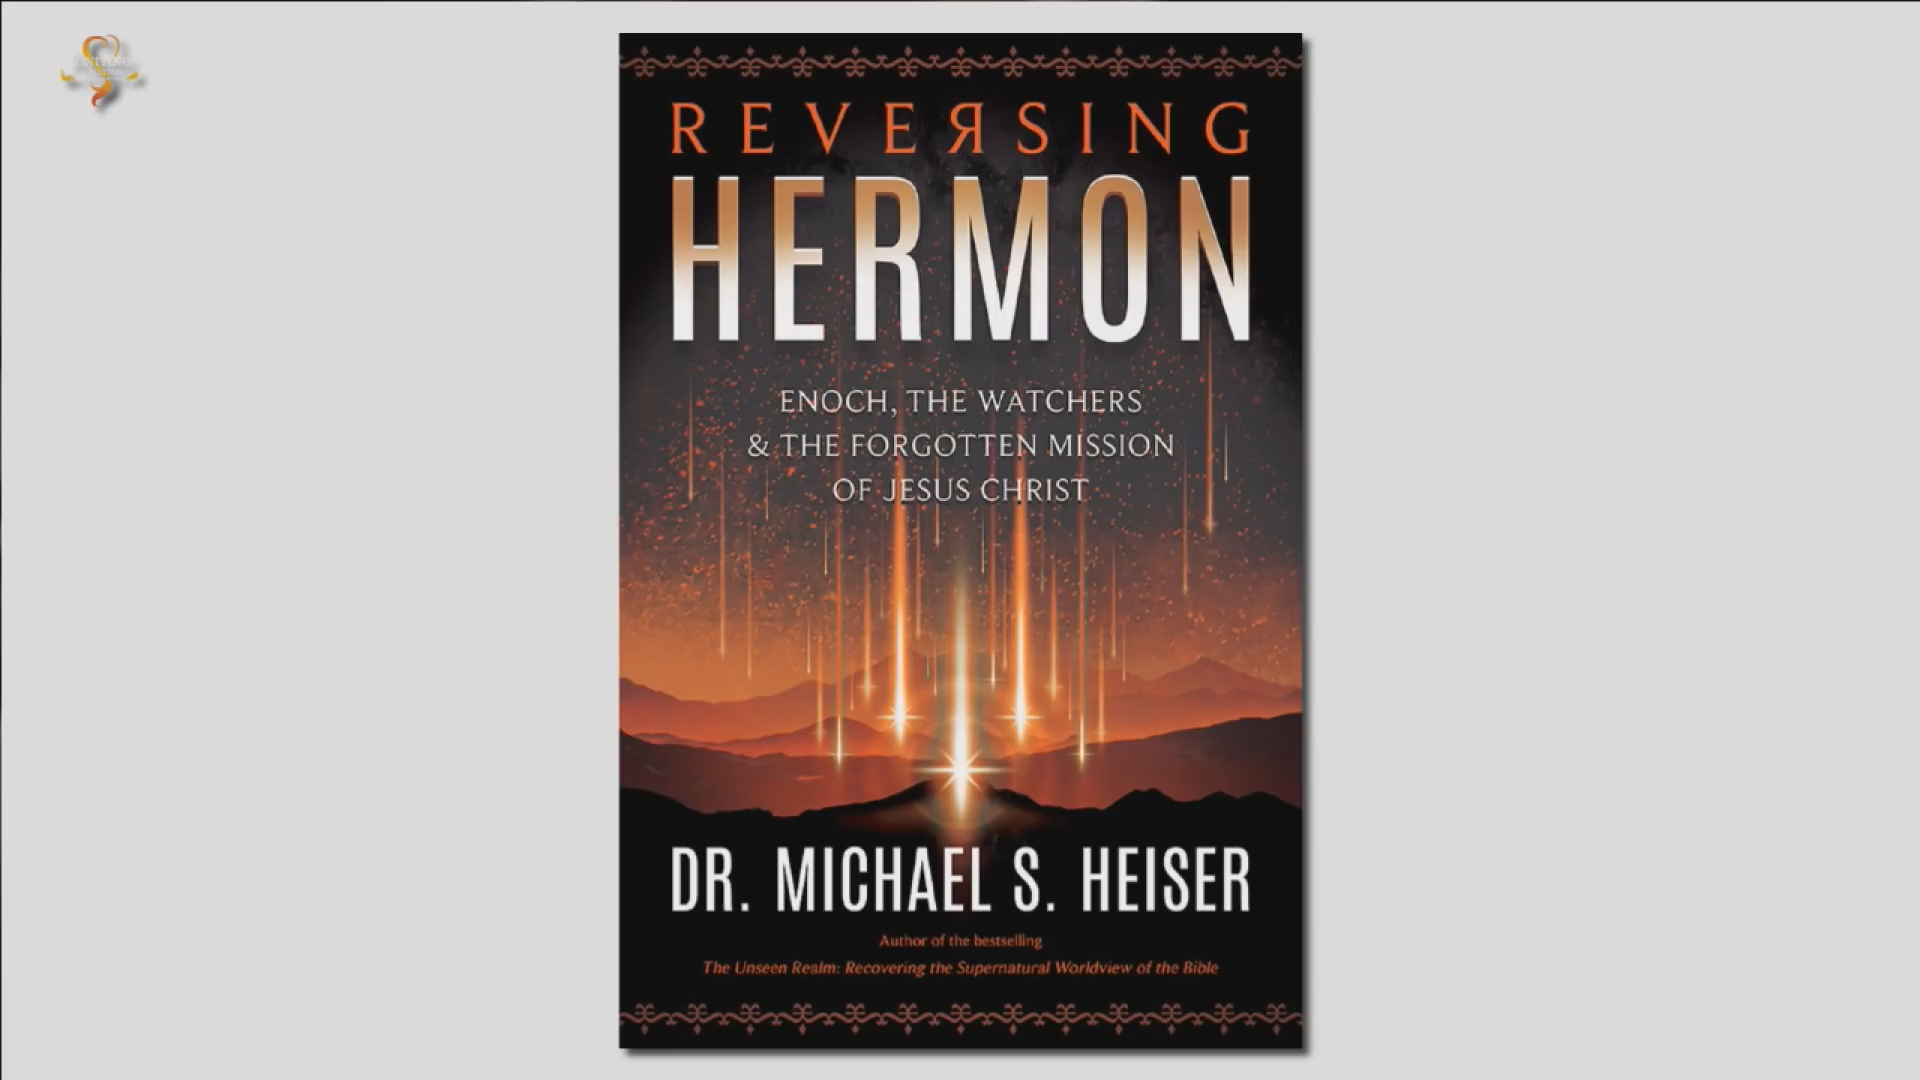 REVEЯSING
HERMON
ENOCH, THE WATCHERS
& THE FORGOTTEN MISSION
OF JESUS CHRIST
DR. MICHAEL S. HEISER
Author of the bestselling
The Unseen Realm: Recovering the Supernatural Worldview of the Bible